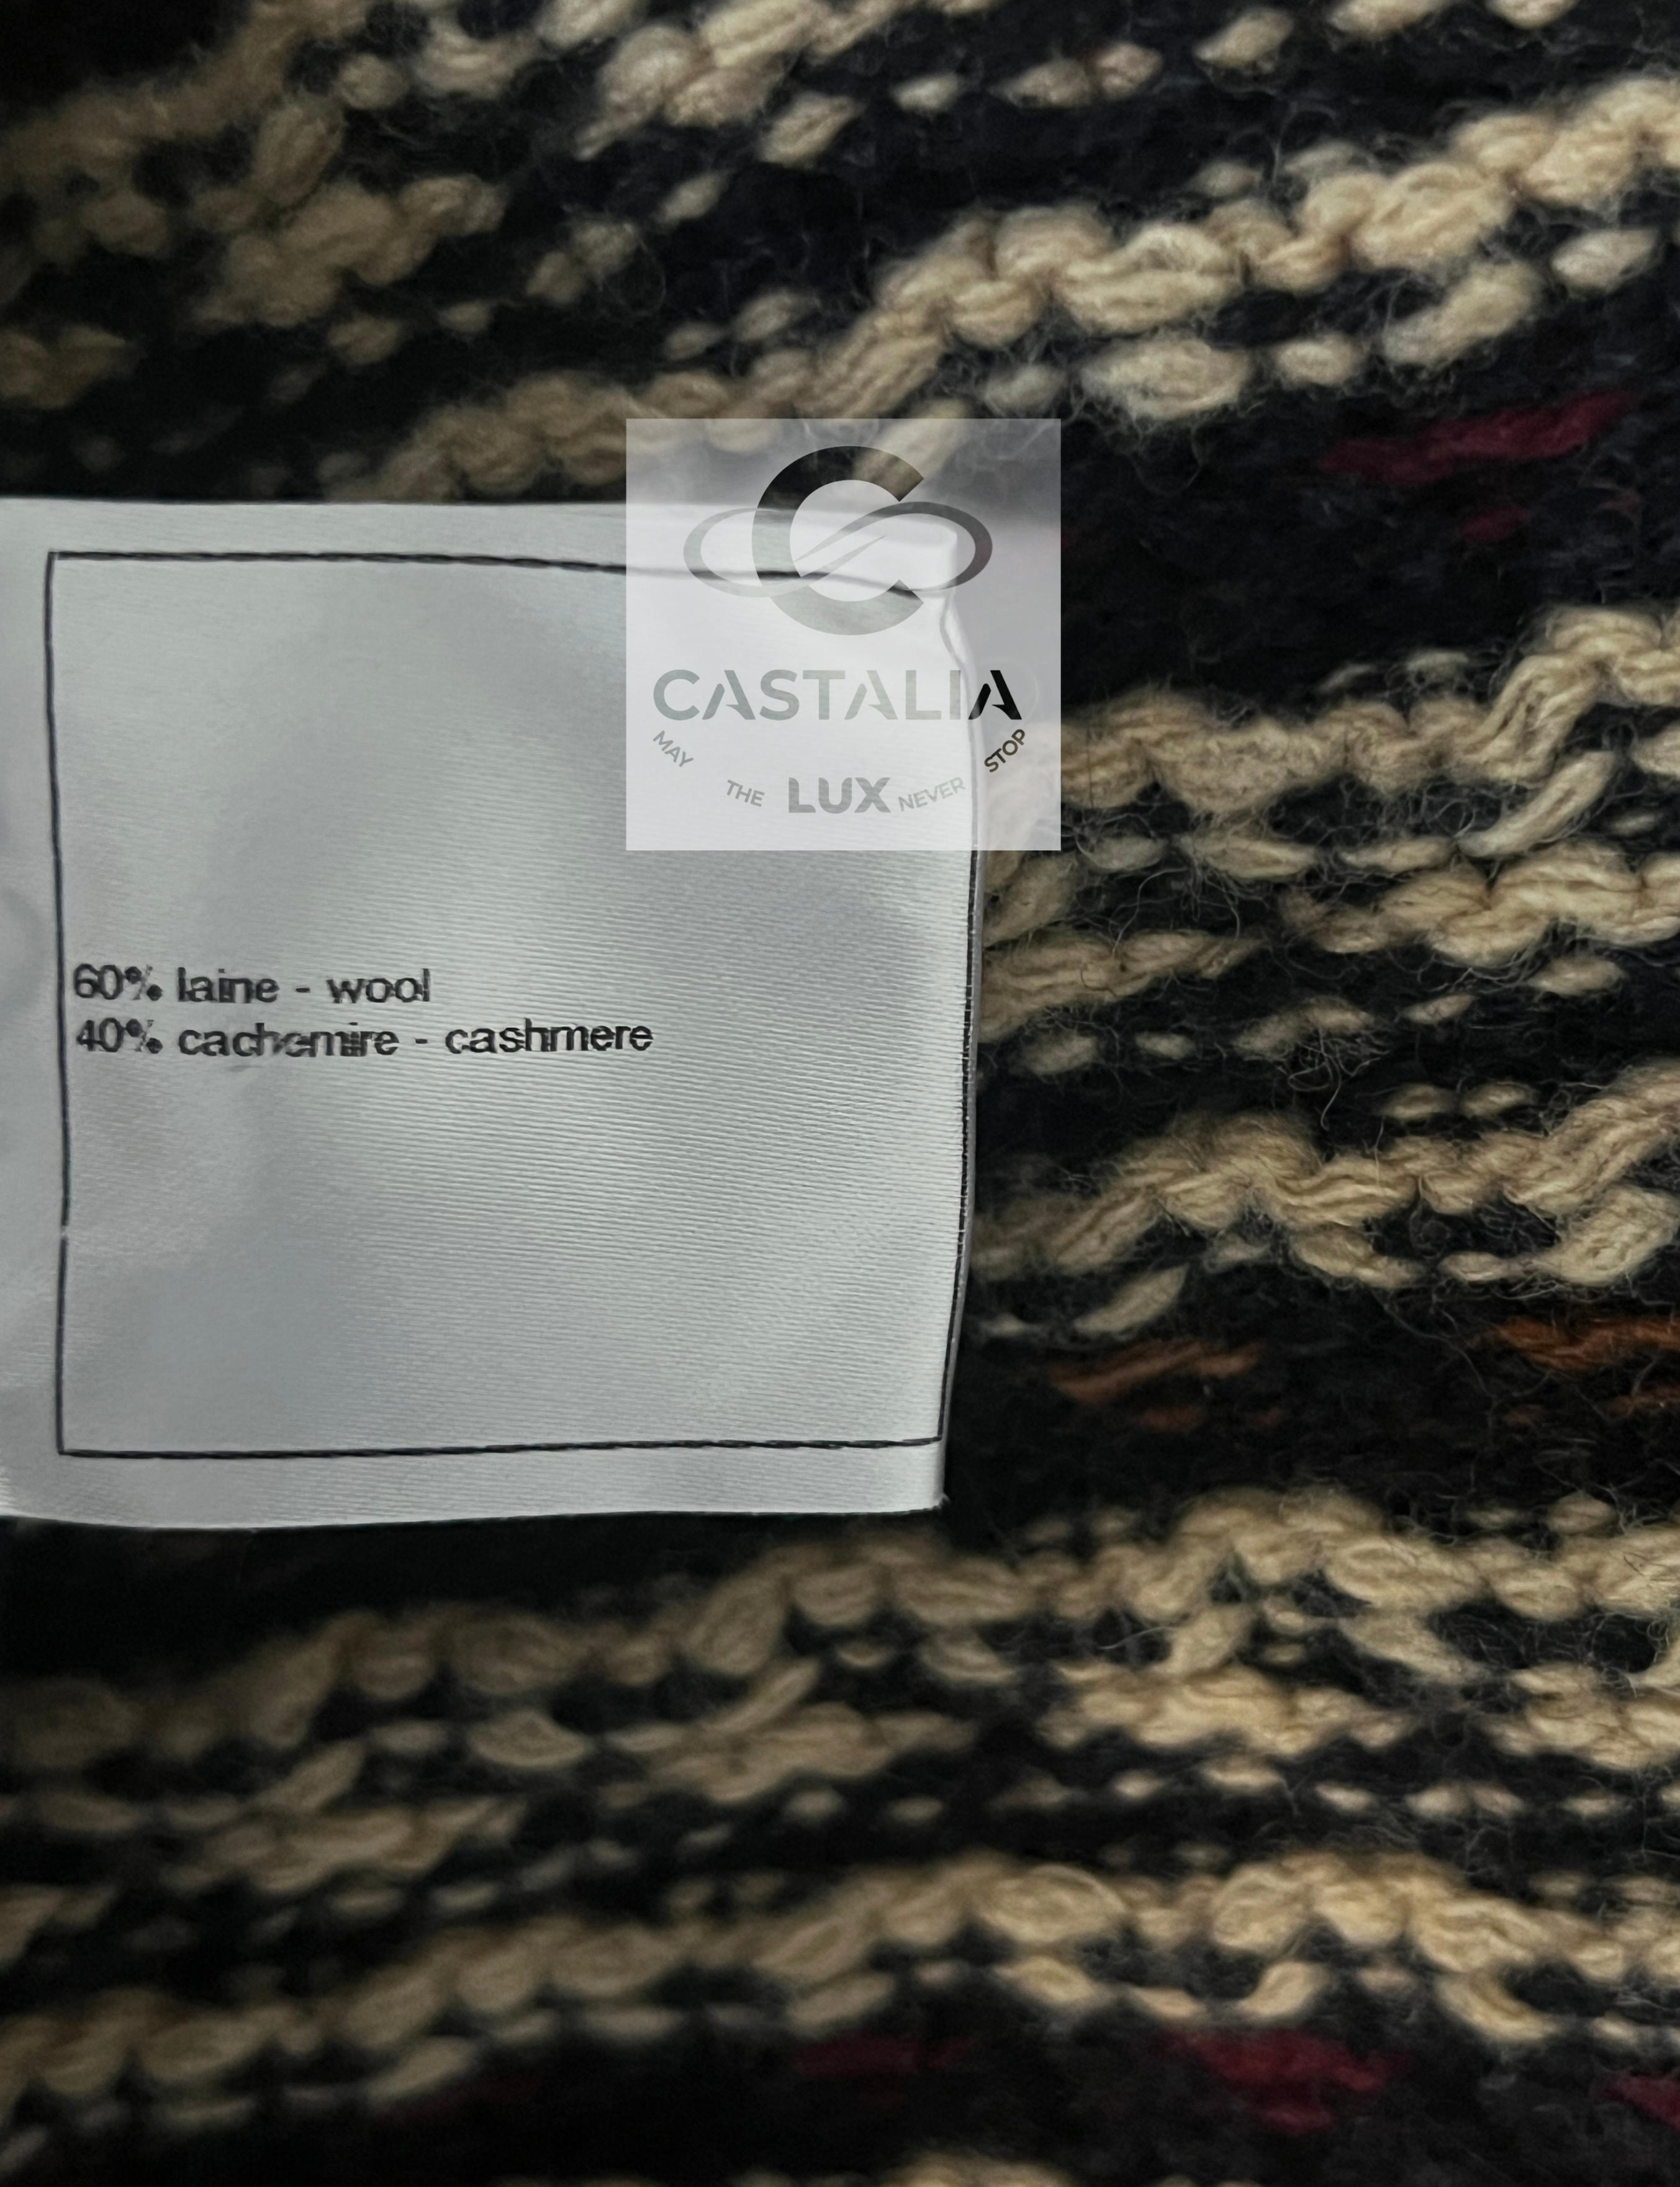 CASTALIA
MAY THE LUX NEVER STOP
60% laine - wool
40% cachemire - cashmere